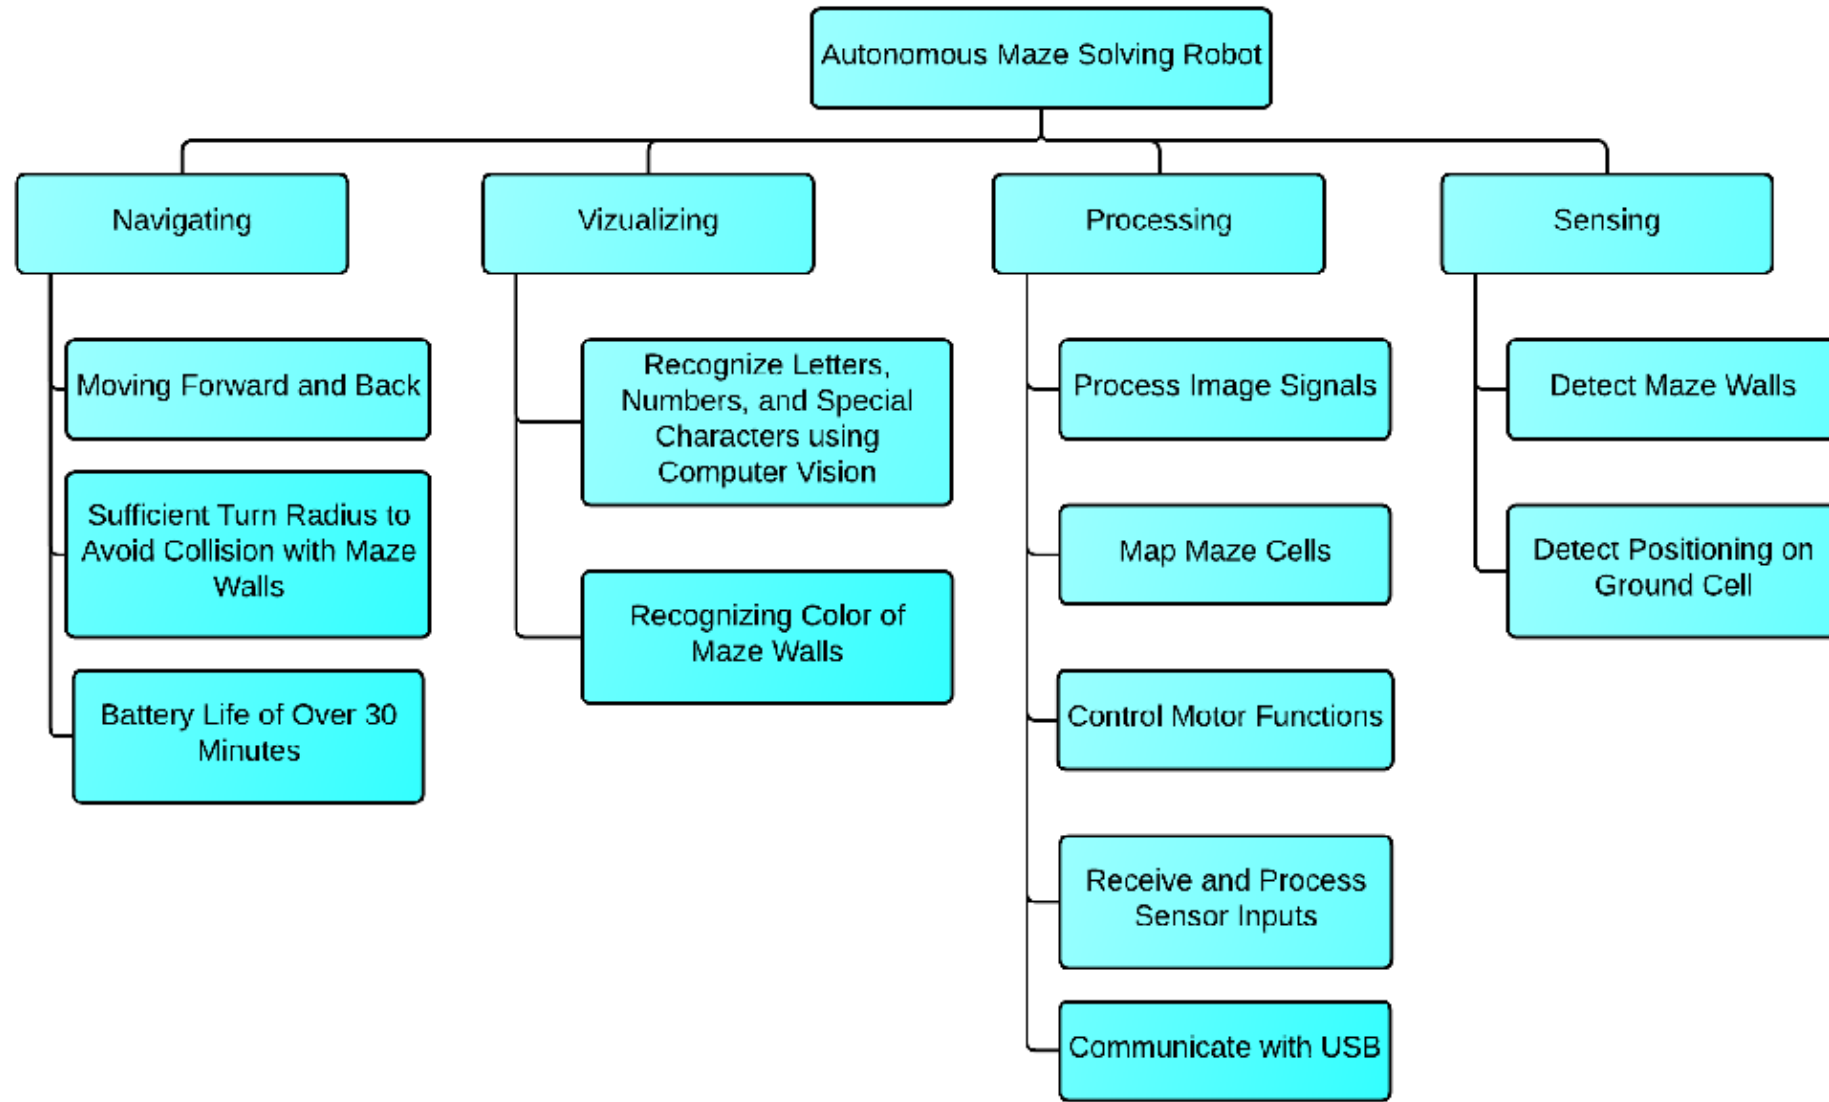 Autonomous Maze Solving Robot
Navigating
Vizualizing
Processing
Sensing
Moving Forward and Back
Sufficient Turn Radius to
Avoid Collision with Maze
Walls
Battery Life of Over 30
Minutes
Recognize Letters,
Numbers, and Special
Characters using
Computer Vision
Recognizing Color of
Maze Walls
Process Image Signals
Map Maze Cells
Control Motor Functions
Receive and Process
Sensor Inputs
Communicate with USB
Detect Maze Walls
Detect Positioning on
Ground Cell